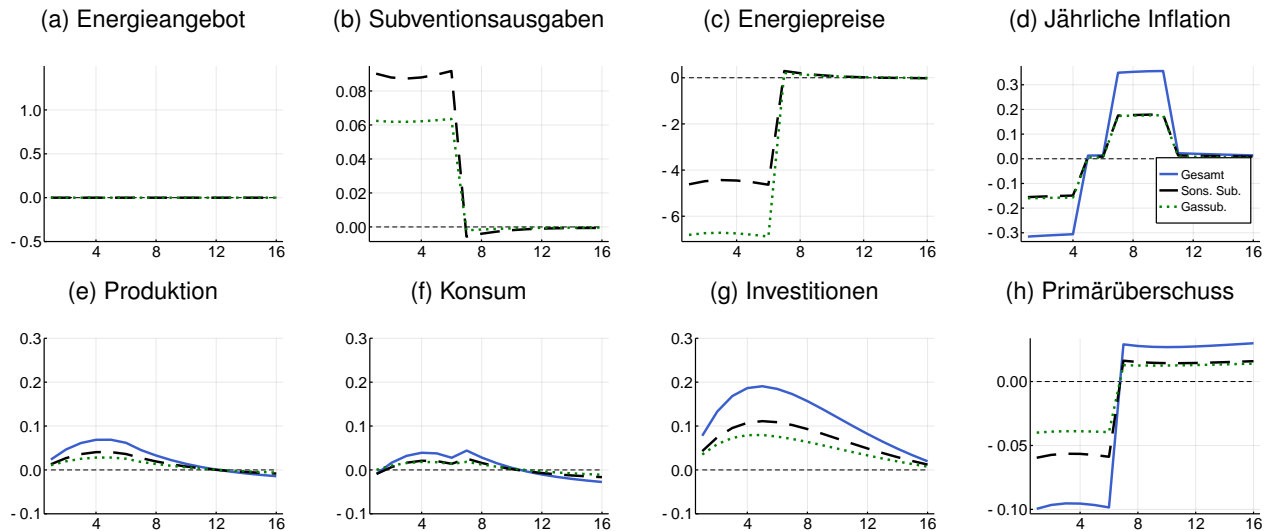 (a) Energieangebot
(b) Subventionsausgaben
(c) Energiepreise
(d) Jährliche Inflation
1.0
0.5
0.0
- 0.5
4 8 12 16
0.08
0.06
0.04
0.02
0.00
4 8 12 16
0
- 2
- 4
- 6
4 8 12 16
0.3
0.2
0.1
0.0
- 0.1
- 0.2
- 0.3
Gesamt
Sons. Sub.
Gassub.
4 8 12 16
(e) Produktion
(f) Konsum
(g) Investitionen
(h) Primärüberschuss
0.3
0.2
0.1
0.0
- 0.1
4 8 12 16
0.3
0.2
0.1
0.0
- 0.1
4 8 12 16
0.3
0.2
0.1
0.0
- 0.1
4 8 12 16
0.00
- 0.05
- 0.10
4 8 12 16